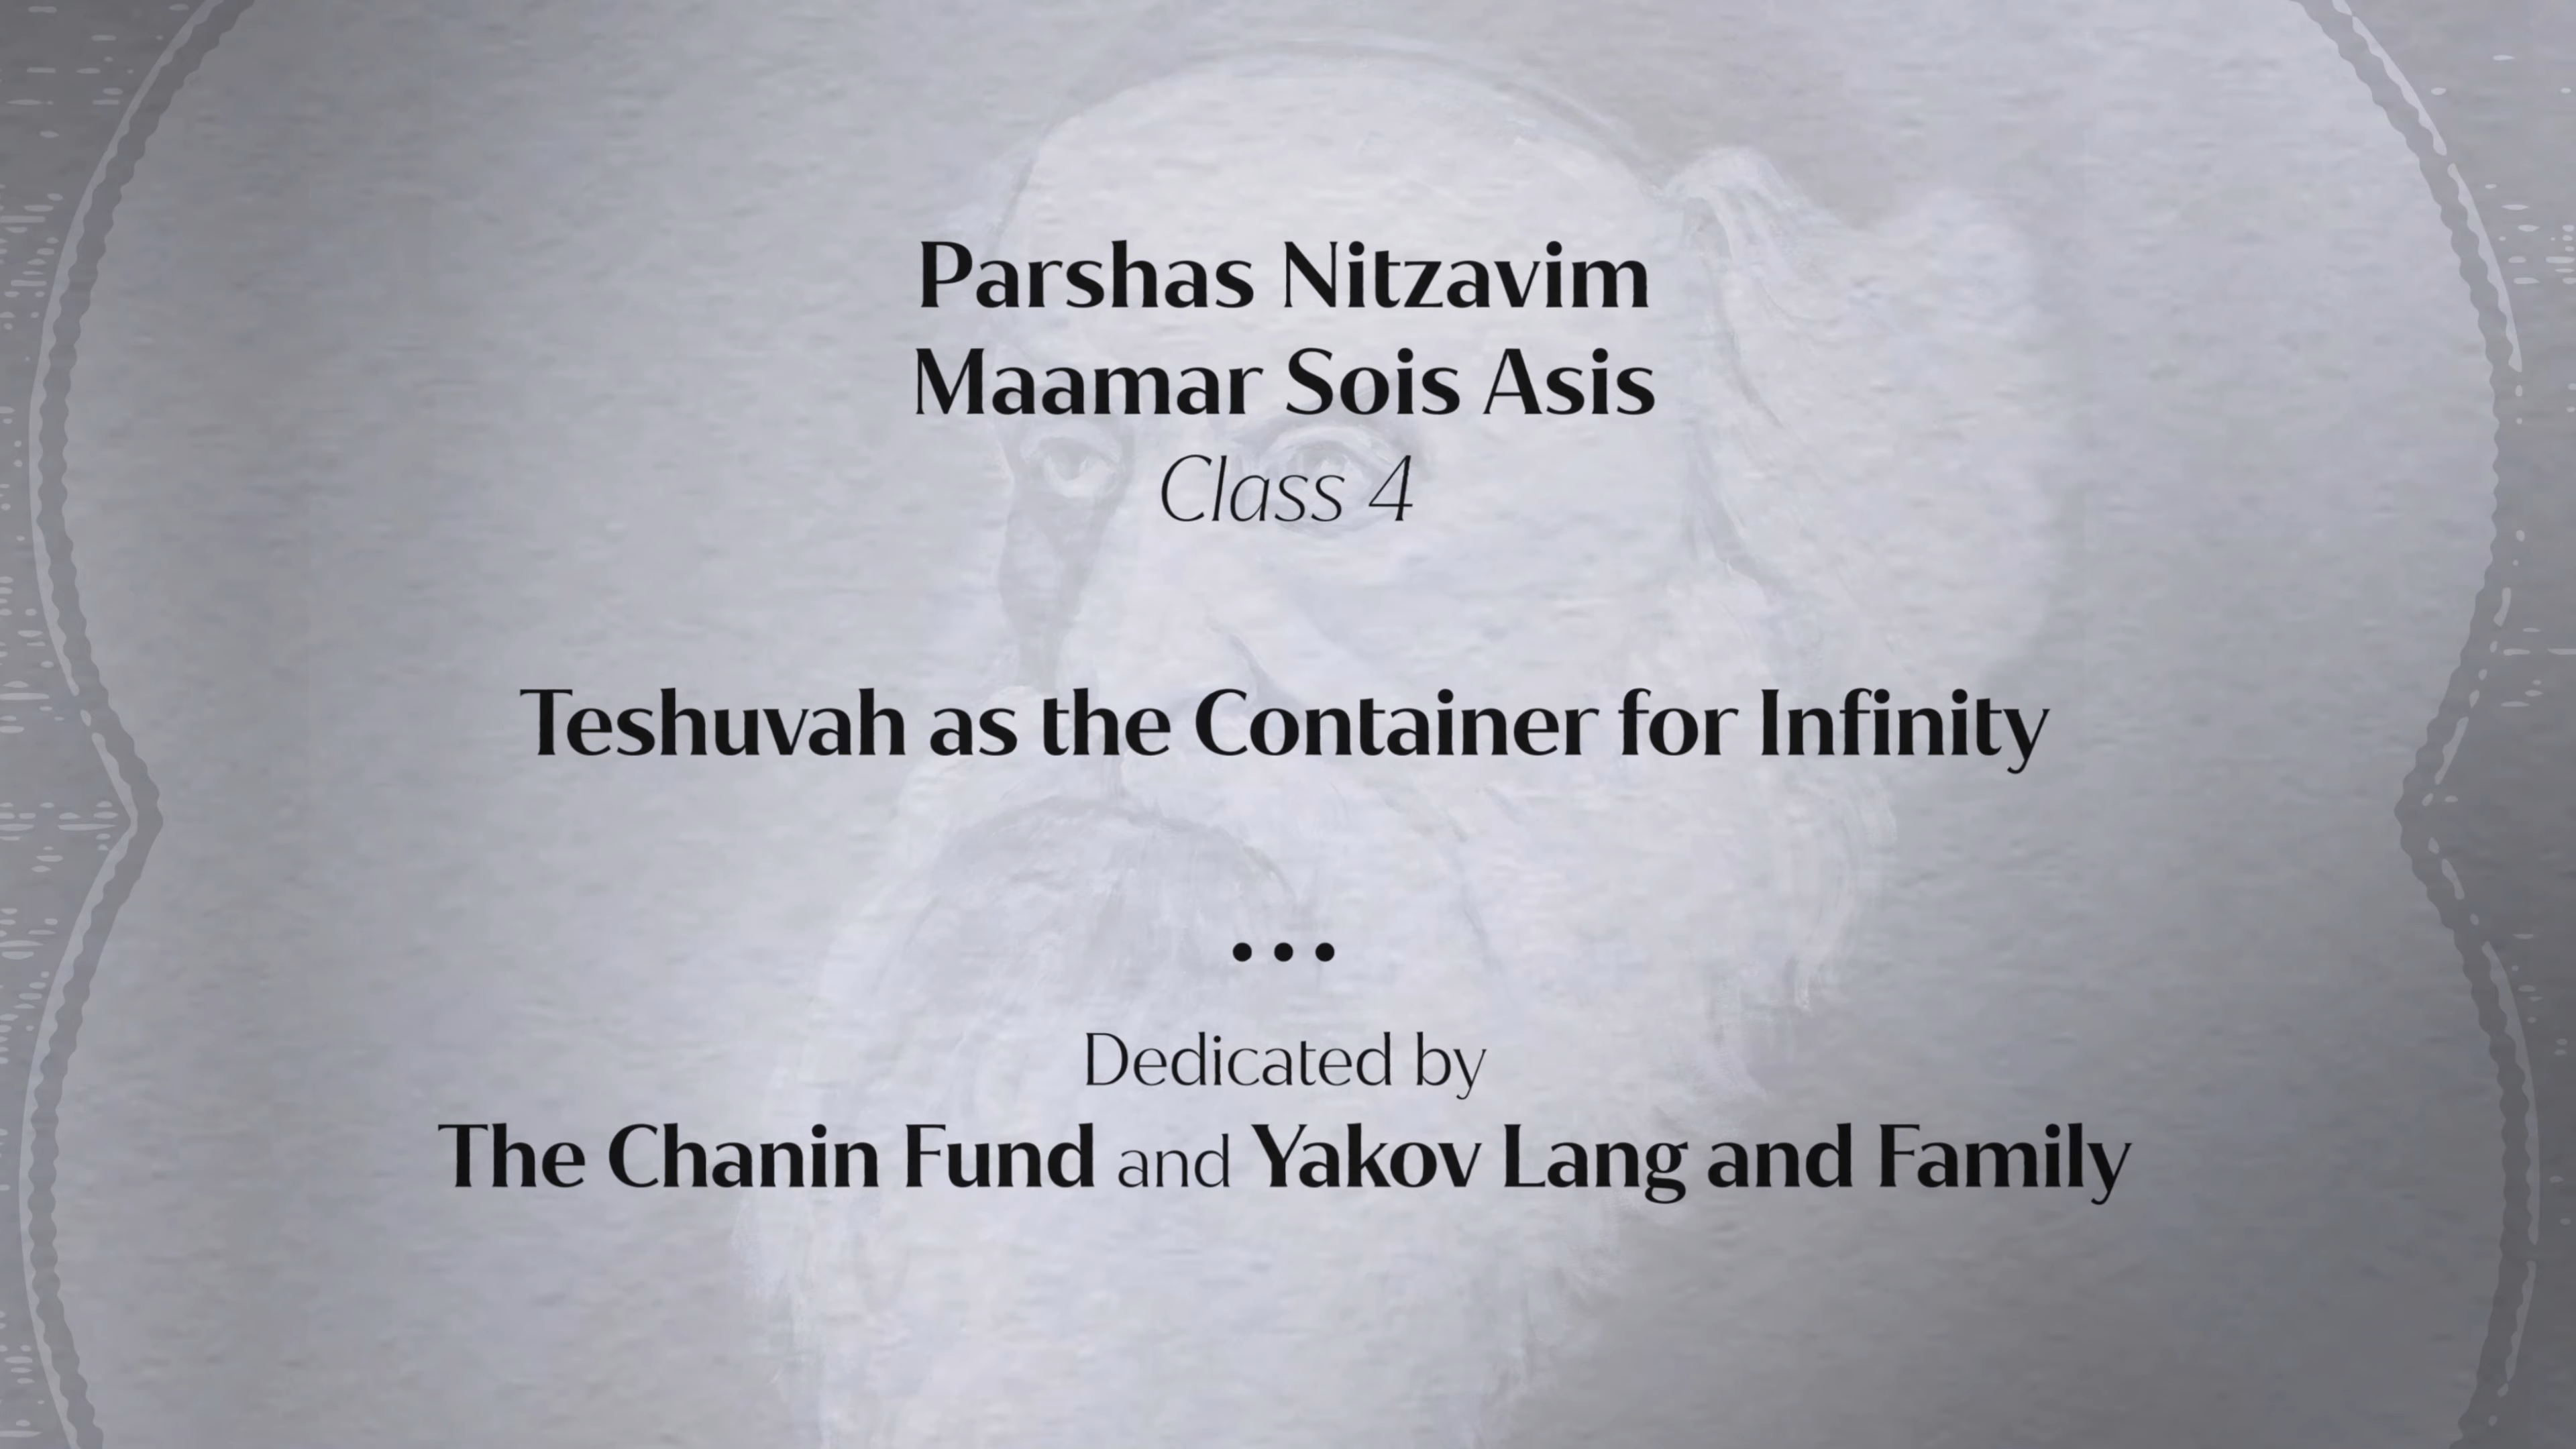 Parshas Nitzavim
Maamar Sois Asis
Class 4
Teshuvah as the Container for Infinity
•••
Dedicated by
The Chanin Fund and Yakov Lang and Family